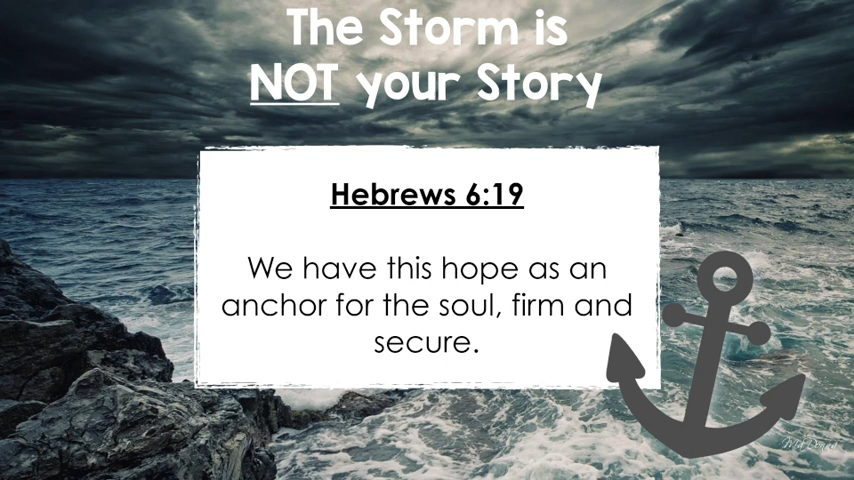 The Storm is
NOT your Story
Hebrews 6:19
We have this hope as an
anchor for the soul, firm and
secure.